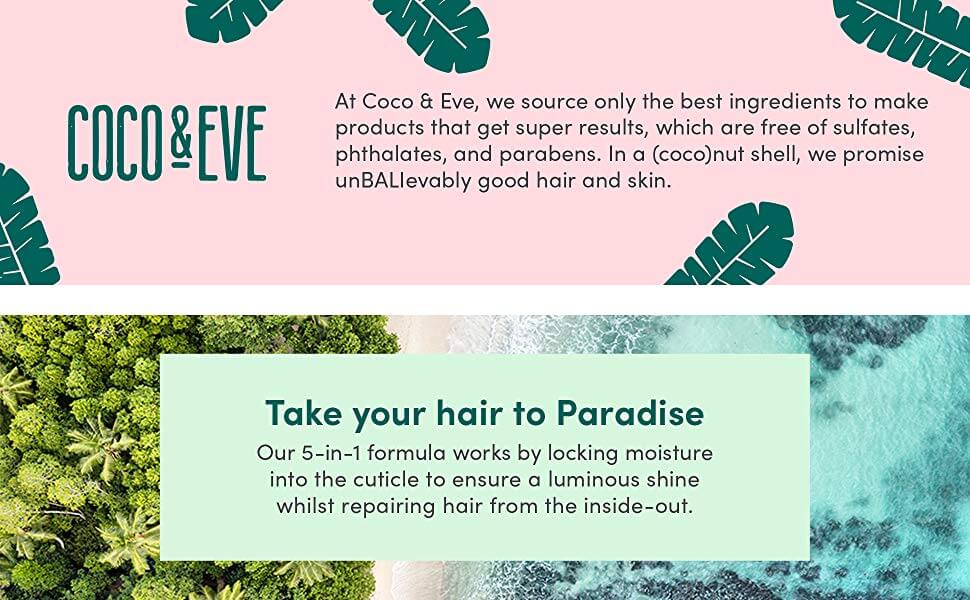 COCO & EVE
At Coco & Eve, we source only the best ingredients to make
products that get super results, which are free of sulfates,
phthalates, and parabens. In a (coco)nut shell, we promise
unBALIevably good hair and skin.
Take your hair to Paradise
Our 5-in-1 formula works by locking moisture
into the cuticle to ensure a luminous shine
whilst repairing hair from the inside-out.